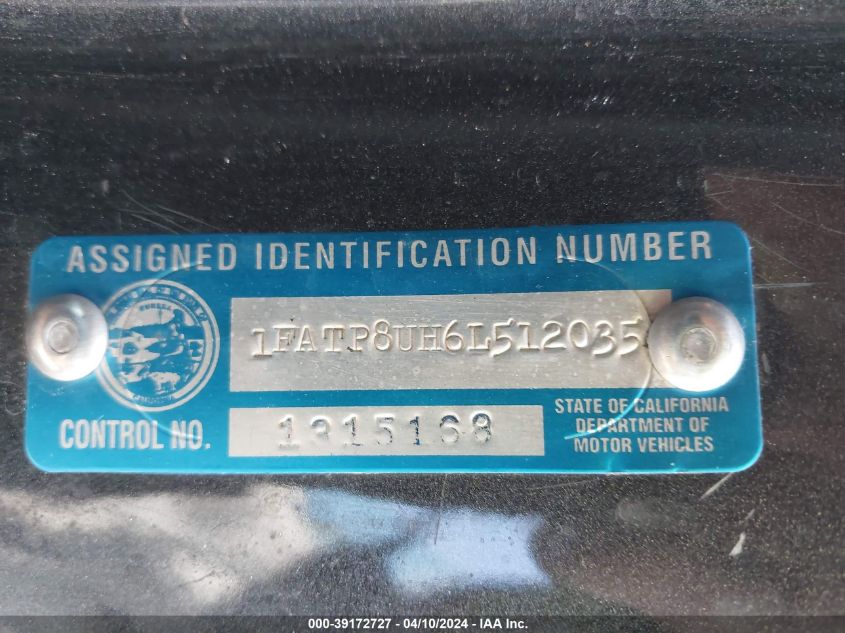 ASSIGNED IDENTIFICATION NUMBER
1FATP8UH6L512035
CONTROL NO.
1315168
STATE OF CALIFORNIA
DEPARTMENT OF
MOTOR VEHICLES
000-39172727 - 04/10/2024 - IAA Inc.